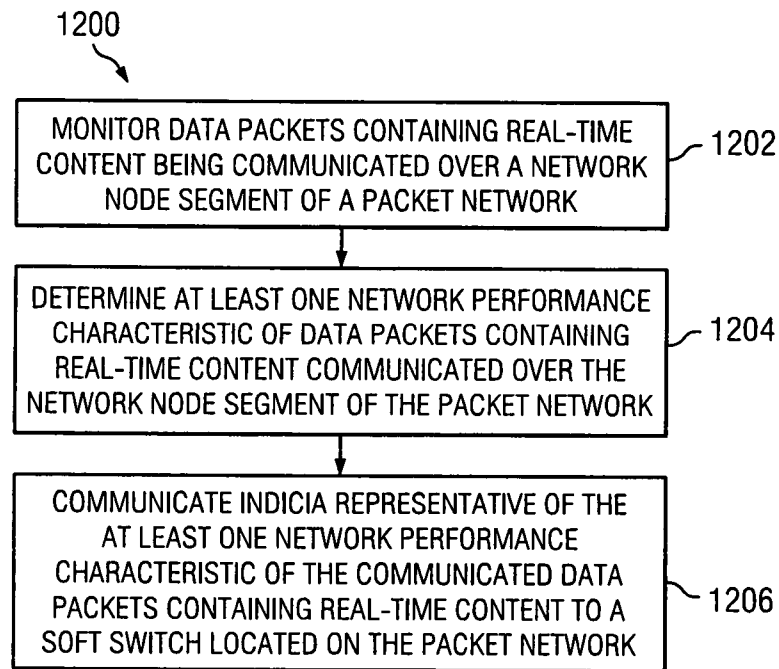 1200
MONITOR DATA PACKETS CONTAINING REAL-TIME
CONTENT BEING COMMUNICATED OVER A NETWORK
NODE SEGMENT OF A PACKET NETWORK
1202
DETERMINE AT LEAST ONE NETWORK PERFORMANCE
CHARACTERISTIC OF DATA PACKETS CONTAINING
REAL-TIME CONTENT COMMUNICATED OVER THE
NETWORK NODE SEGMENT OF THE PACKET NETWORK
1204
COMMUNICATE INDICIA REPRESENTATIVE OF THE
AT LEAST ONE NETWORK PERFORMANCE
CHARACTERISTIC OF THE COMMUNICATED DATA
PACKETS CONTAINING REAL-TIME CONTENT TO A
SOFT SWITCH LOCATED ON THE PACKET NETWORK
1206